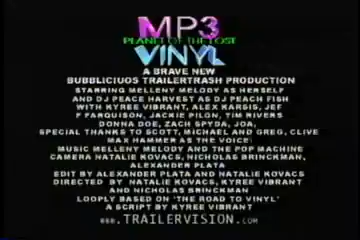 MP3
PLANET OF THE LOST
VINYL
A BRAVE NEW
BUBBLICIUOS TRAILERTRASH PRODUCTION
STARRING MELLENY MELODY AS HERSELF
AND DJ PEACE HARVEST AS DJ PEACH FISH
WITH KYREE VIBRANT, ALEX KARGIS, JEF
F FARQUISON, JACKIE PILON, TIM RIVERS
DONNA DOE, ZACH SPYDA, JOA,
SPECIAL THANKS TO SCOTT, MICHAEL AND GREG, CLIVE
MAX HAMMER AS THE VOICE:
MUSIC MELLENY MELODY AND THE POP MACHINE
CAMERA NATALIE KOVACS, NICHOLAS BRINCKMAN,
ALEXANDER PLATA
EDIT BY ALEXANDER PLATA AND NATALIE KOVACS
DIRECTED BY NATALIE KOVACS, KYREE VIBRANT
AND NICHOLAS BRINCKMAN
LOOPLY BASED ON 'THE ROAD TO VINYL'
A SCRIPT BY KYREE VIBRANT
WWW.TRAILERVISION.COM